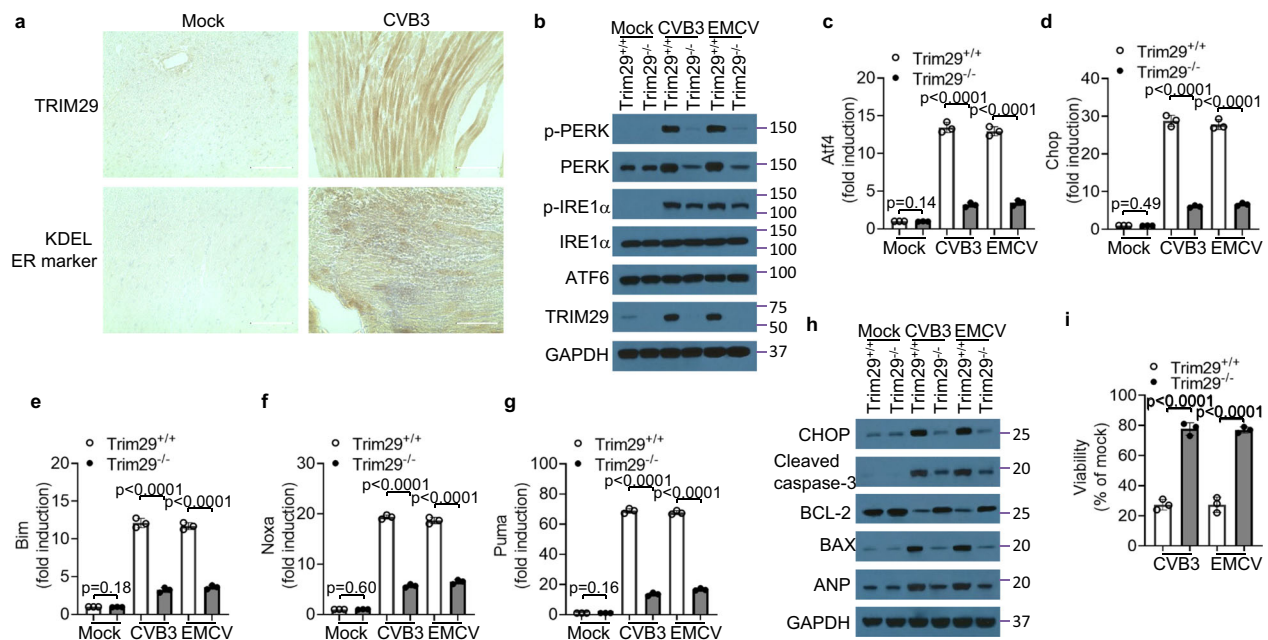 a
Mock
CVB3
TRIM29
KDEL
ER marker
b
Mock CVB3 EMCV
Trim29+/+
Trim29-/-
Trim29+/+
Trim29-/-
Trim29+/+
Trim29-/-
p-PERK
150
PERK
150
p-IRE1α
150
100
IRE1α
150
100
ATF6
100
TRIM29
75
50
GAPDH
37
c
Trim29+/+
Trim29-/-
Atf4
(fold induction)
20
15
10
5
0
p<0.0001
p<0.0001
p=0.14
Mock CVB3 EMCV
d
Trim29+/+
Trim29-/-
Chop
(fold induction)
40
30
20
10
0
p<0.0001
p<0.0001
p=0.49
Mock CVB3 EMCV
e
Trim29+/+
Trim29-/-
Bim
(fold induction)
20
15
10
5
0
p<0.0001
p<0.0001
p=0.18
Mock CVB3 EMCV
f
Trim29+/+
Trim29-/-
Noxa
(fold induction)
30
20
10
0
p<0.0001
p<0.0001
p=0.60
Mock CVB3 EMCV
g
Trim29+/+
Trim29-/-
Puma
(fold induction)
100
80
60
40
20
0
p<0.0001
p<0.0001
p=0.16
Mock CVB3 EMCV
h
Mock CVB3 EMCV
Trim29+/+
Trim29-/-
Trim29+/+
Trim29-/-
Trim29+/+
Trim29-/-
CHOP
25
Cleaved
caspase-3
20
BCL-2
25
BAX
20
ANP
20
GAPDH
37
i
Trim29+/+
Trim29-/-
Viability
(% of mock)
100
80
60
40
20
0
p<0.0001
p<0.0001
CVB3 EMCV